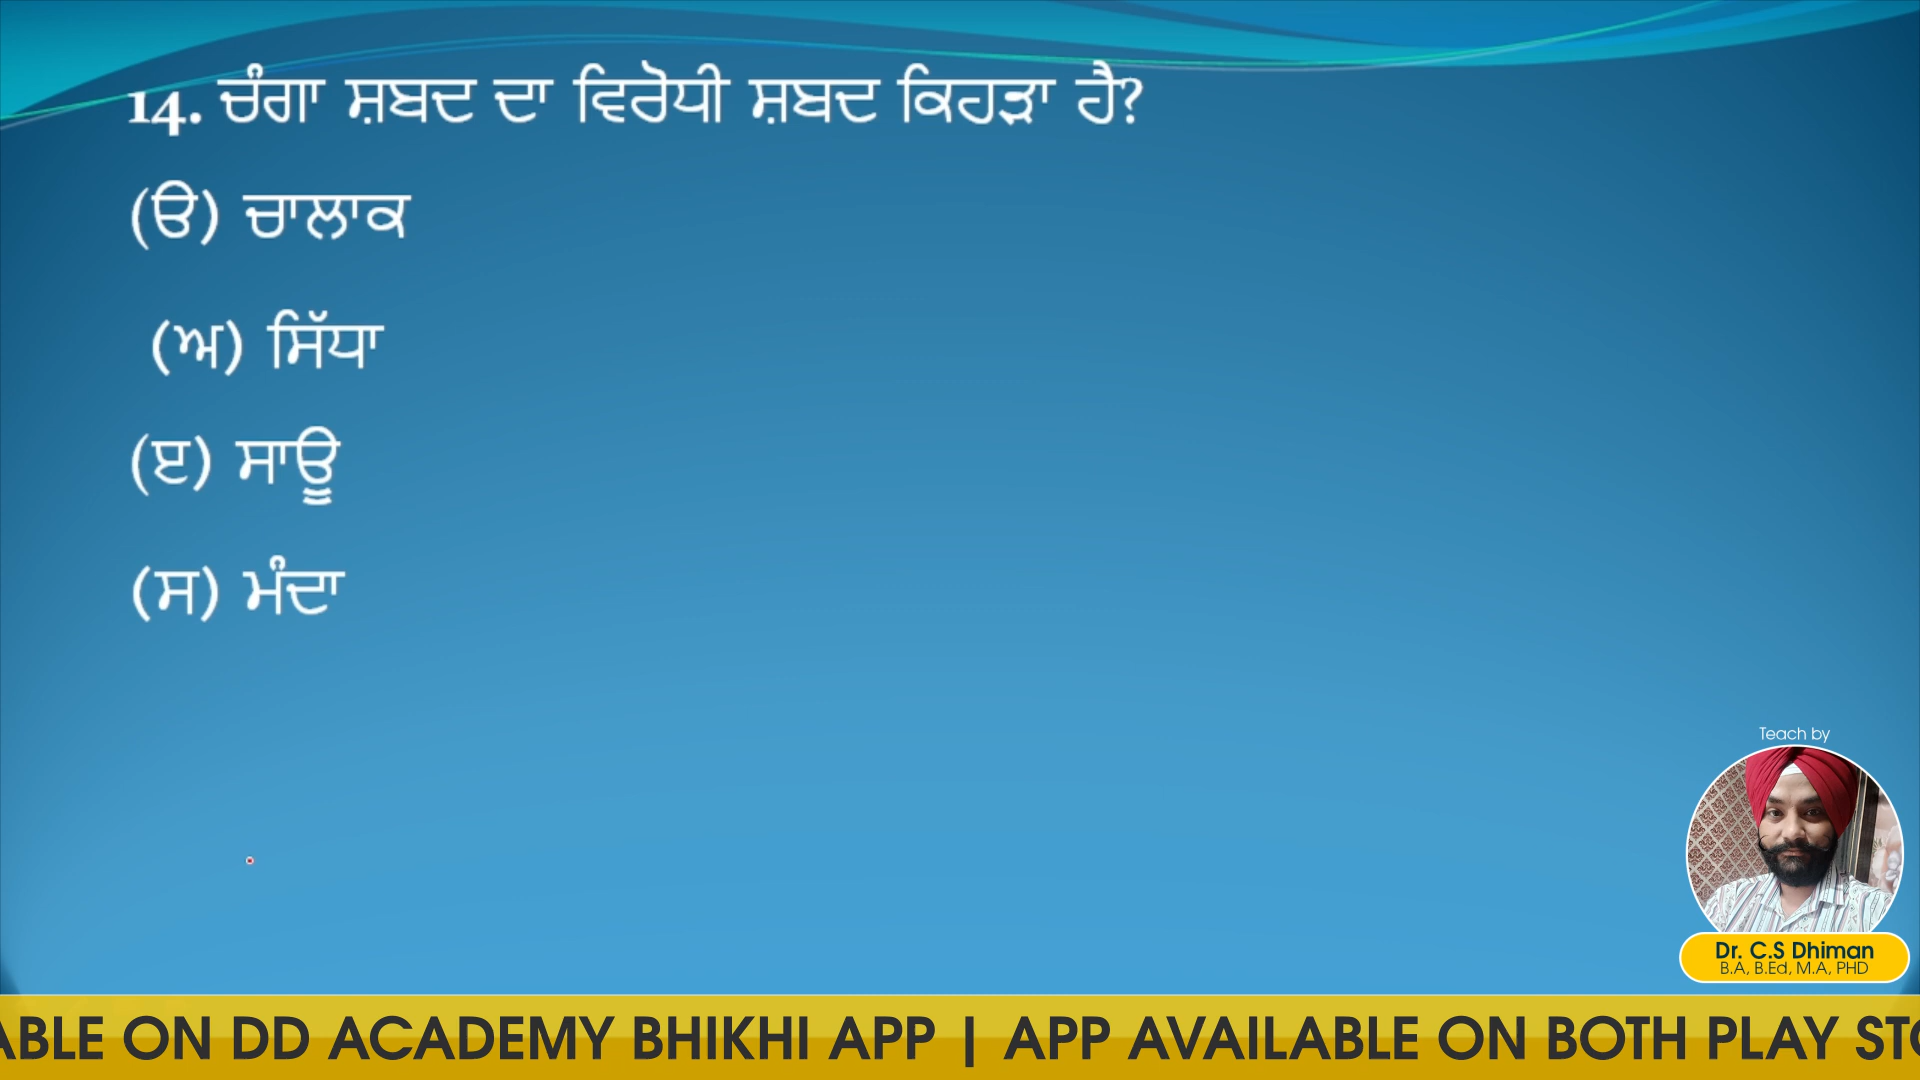 14. ਚੰਗਾ ਸ਼ਬਦ ਦਾ ਵਿਰੋਧੀ ਸ਼ਬਦ ਕਿਹੜਾ ਹੈ?
(ੳ) ਚਾਲਾਕ
(ਅ) ਸਿੱਧਾ
(ੲ) ਸਾਊ
(ਸ) ਮੰਦਾ
Teach by
Dr. C.S Dhiman
B.A, B.Ed, M.A, PHD
ABLE ON DD ACADEMY BHIKHI APP | APP AVAILABLE ON BOTH PLAY STO